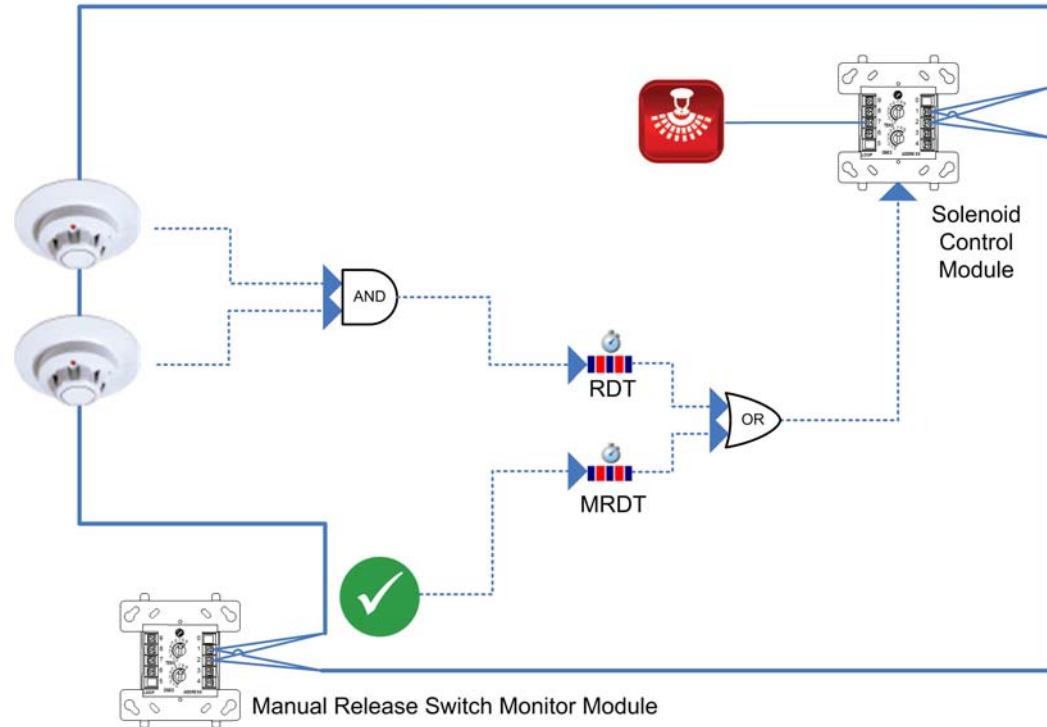 Solenoid
Control
Module
AND
RDT
OR
MRDT
Manual Release Switch Monitor Module